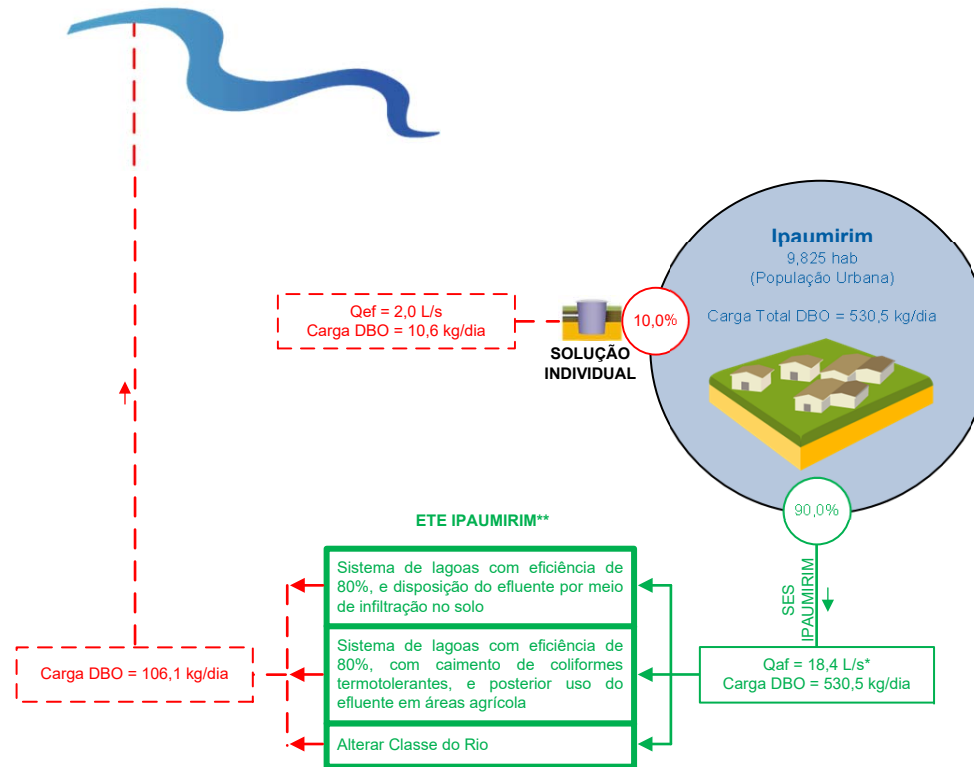 Ipaumirim
9,825 hab
(População Urbana)
Carga Total DBO = 530,5 kg/dia
10,0%
SOLUÇÃO
INDIVIDUAL
Qef = 2,0 L/s
Carga DBO = 10,6 kg/dia
90,0%
SES
IPAUMIRIM
Qaf = 18,4 L/s*
Carga DBO = 530,5 kg/dia
ETE IPAUMIRIM**
Sistema de lagoas com eficiência de
80%, e disposição do efluente por meio
de infiltração no solo
Sistema de lagoas com eficiência de
80%, com caimento de coliformes
termotolerantes, e posterior uso do
efluente em áreas agrícola
Alterar Classe do Rio
Carga DBO = 106,1 kg/dia